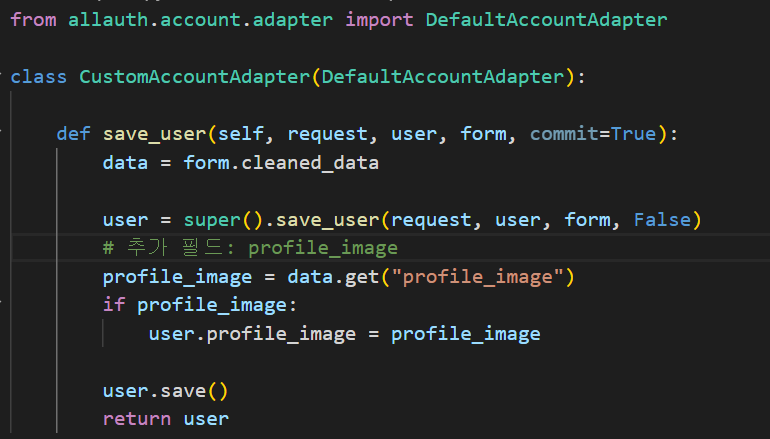 from allauth.account.adapter import DefaultAccountAdapter
class CustomAccountAdapter(DefaultAccountAdapter):
def save_user(self, request, user, form, commit=True):
data = form.cleaned_data
user = super().save_user(request, user, form, False)
# 추가 필드: profile_image
profile_image = data.get("profile_image")
if profile_image:
user.profile_image = profile_image
user.save()
return user